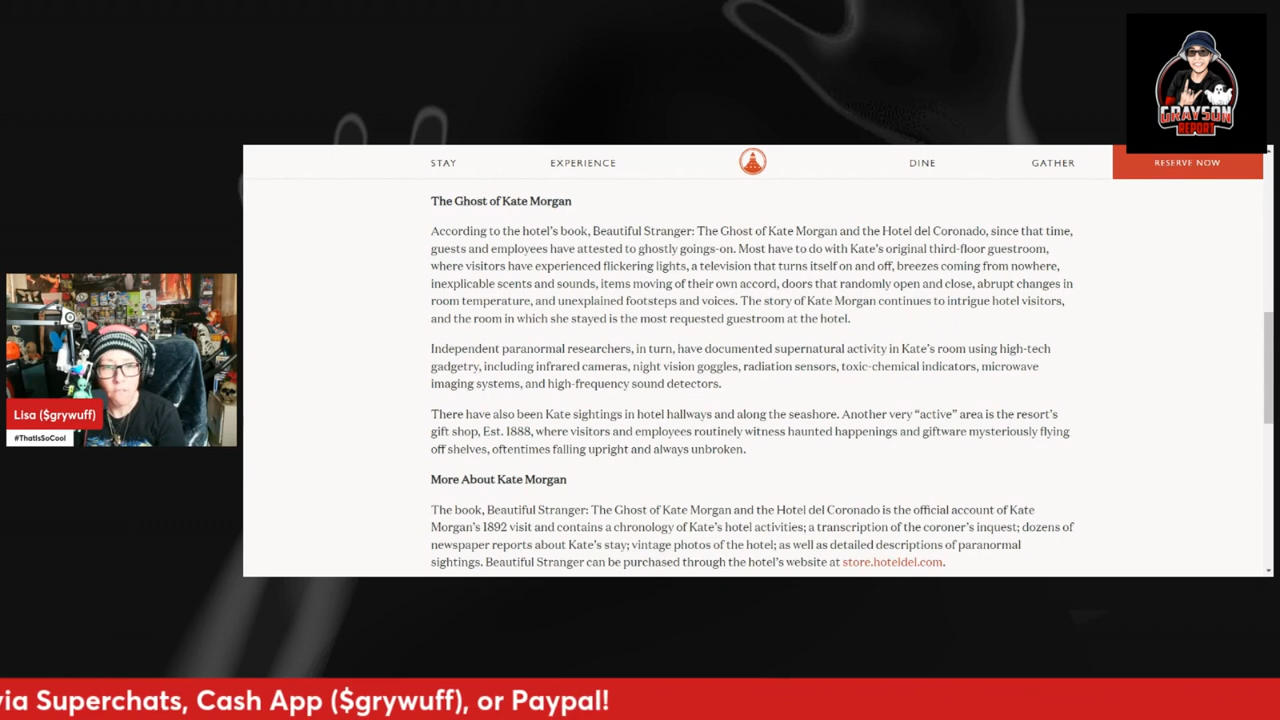 GRAYSON
REPORT
STAY EXPERIENCE DINE GATHER RESERVE NOW
The Ghost of Kate Morgan
According to the hotel's book, Beautiful Stranger: The Ghost of Kate Morgan and the Hotel del Coronado, since that time,
guests and employees have attested to ghostly goings-on. Most have to do with Kate's original third-floor guestroom,
where visitors have experienced flickering lights, a television that turns itself on and off, breezes coming from nowhere,
inexplicable scents and sounds, items moving of their own accord, doors that randomly open and close, abrupt changes in
room temperature, and unexplained footsteps and voices. The story of Kate Morgan continues to intrigue hotel visitors,
and the room in which she stayed is the most requested guestroom at the hotel.
Independent paranormal researchers, in turn, have documented supernatural activity in Kate's room using high-tech
gadgetry, including infrared cameras, night vision goggles, radiation sensors, toxic-chemical indicators, microwave
imaging systems, and high-frequency sound detectors.
There have also been Kate sightings in hotel hallways and along the seashore. Another very “active” area is the resort's
gift shop, Est. 1888, where visitors and employees routinely witness haunted happenings and giftware mysteriously flying
off shelves, oftentimes falling upright and always unbroken.
More About Kate Morgan
The book, Beautiful Stranger: The Ghost of Kate Morgan and the Hotel del Coronado is the official account of Kate
Morgan's 1892 visit and contains a chronology of Kate's hotel activities; a transcription of the coroner's inquest; dozens of
newspaper reports about Kate's stay; vintage photos of the hotel; as well as detailed descriptions of paranormal
sightings. Beautiful Stranger can be purchased through the hotel's website at store.hoteldel.com.
Lisa ($grywuff)
#ThatIsSoCool
via Superchats, Cash App ($grywuff), or Paypal!